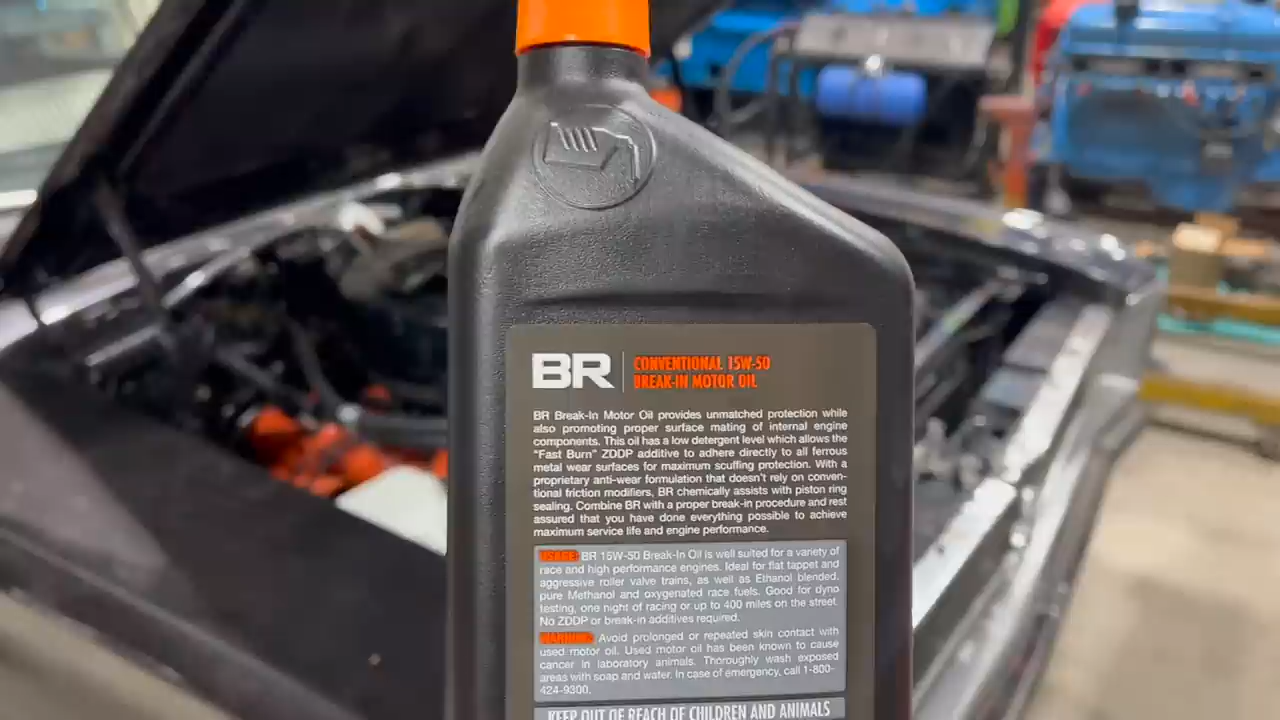 BR
CONVENTIONAL 15W-50
BREAK-IN MOTOR OIL
BR Break-In Motor Oil provides unmatched protection while
also promoting proper surface mating of internal engine
components. This oil has a low detergent level which allows the
"Fast Burn" ZDDP additive to adhere directly to all ferrous
metal wear surfaces for maximum scuffing protection. With a
proprietary anti-wear formulation that doesn't rely on conven-
tional friction modifiers, BR chemically assists with piston ring
sealing. Combine BR with a proper break-in procedure and rest
assured that you have done everything possible to achieve
maximum service life and engine performance.
USAGE: BR 15W-50 Break-In Oil is well suited for a variety of
race and high performance engines. Ideal for flat tappet and
aggressive roller valve trains, as well as Ethanol blended,
pure Methanol and oxygenated race fuels. Good for dyno
testing, one night of racing or up to 400 miles on the street.
No ZDDP or break-in additives required.
WARNING: Avoid prolonged or repeated skin contact with
used motor oil. Used motor oil has been known to cause
cancer in laboratory animals. Thoroughly wash exposed
areas with soap and water. In case of emergency, call 1-800-
424-9300.
KEEP OUT OF REACH OF CHILDREN AND ANIMALS